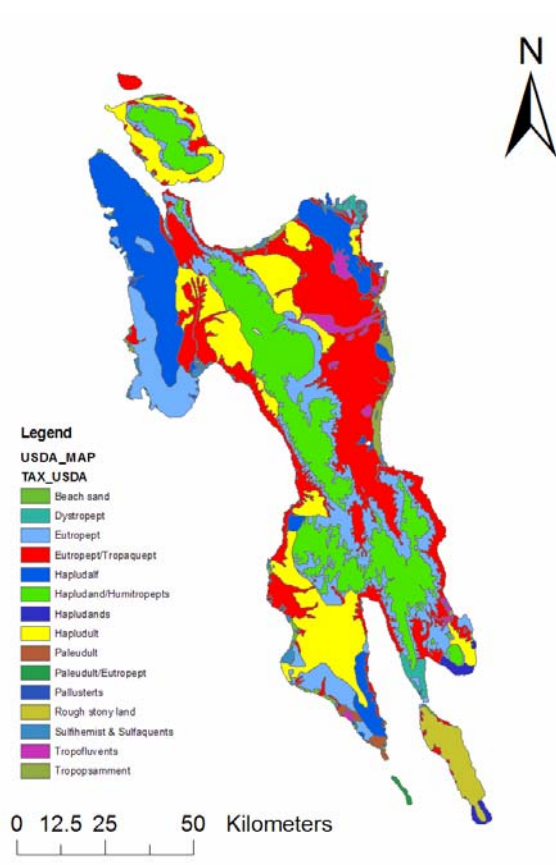 N
Legend
USDA_MAP
TAX_USDA
Beach sand
Dystropept
Eutropept
Eutropept/Tropaquept
Hapludalf
Hapludand/Humitropepts
Hapludands
Hapludult
Paleudult
Paleudult/Eutropept
Pallusterts
Rough stony land
Sulfihemist & Sulfaquents
Tropofluvents
Tropopsamment
0 12.5 25 50 Kilometers